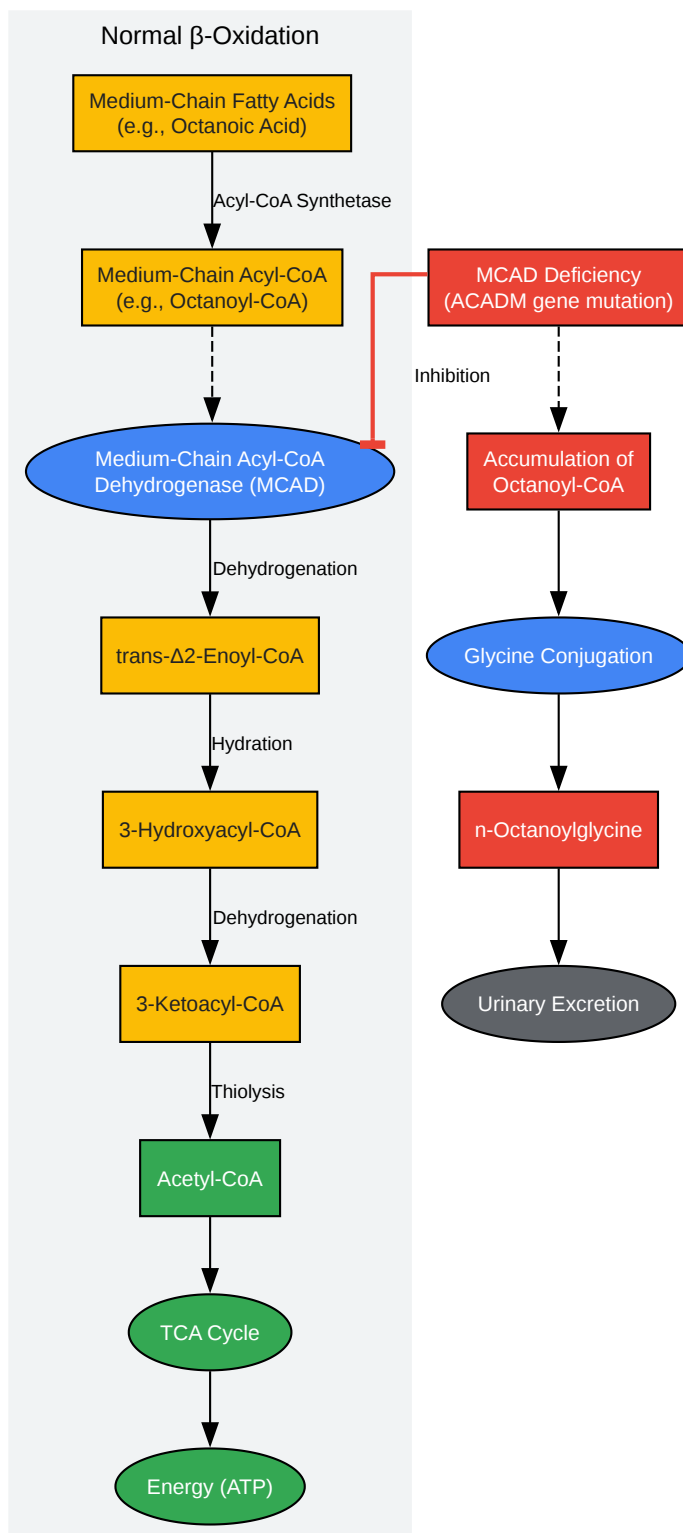 Normal β-Oxidation
Medium-Chain Fatty Acids
(e.g., Octanoic Acid)
Acyl-CoA Synthetase
Medium-Chain Acyl-CoA
(e.g., Octanoyl-CoA)
Medium-Chain Acyl-CoA
Dehydrogenase (MCAD)
Dehydrogenation
trans-Δ2-Enoyl-CoA
Hydration
3-Hydroxyacyl-CoA
Dehydrogenation
3-Ketoacyl-CoA
Thiolysis
Acetyl-CoA
TCA Cycle
Energy (ATP)
MCAD Deficiency
(ACADM gene mutation)
Inhibition
Accumulation of
Octanoyl-CoA
Glycine Conjugation
n-Octanoylglycine
Urinary Excretion